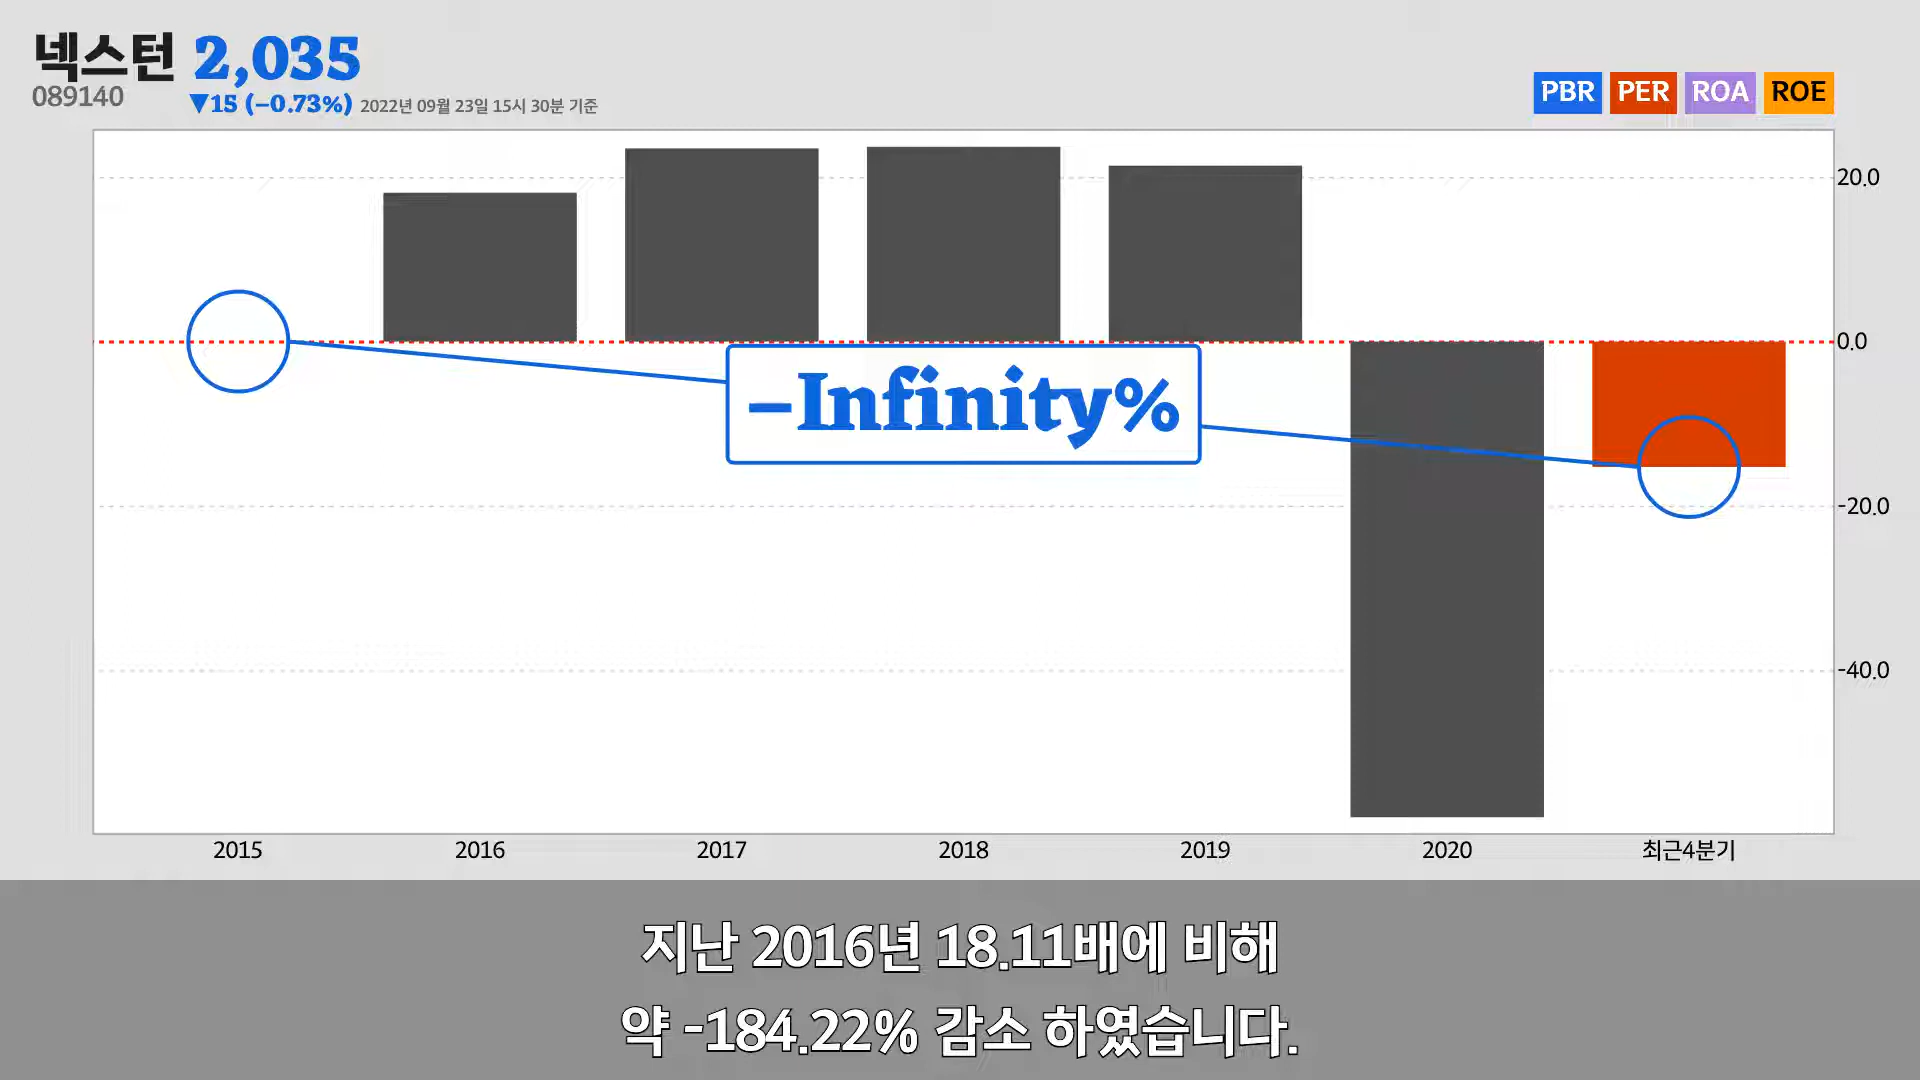 넥스턴 2,035
089140
▼15 (−0.73%) 2022년 09월 23일 15시 30분 기준
PBR PER ROA ROE
20.0
0.0
-20.0
-40.0
−Infinity%
2015 2016 2017 2018 2019 2020 최근4분기
지난 2016년 18.11배에 비해
약 -184.22% 감소 하였습니다.